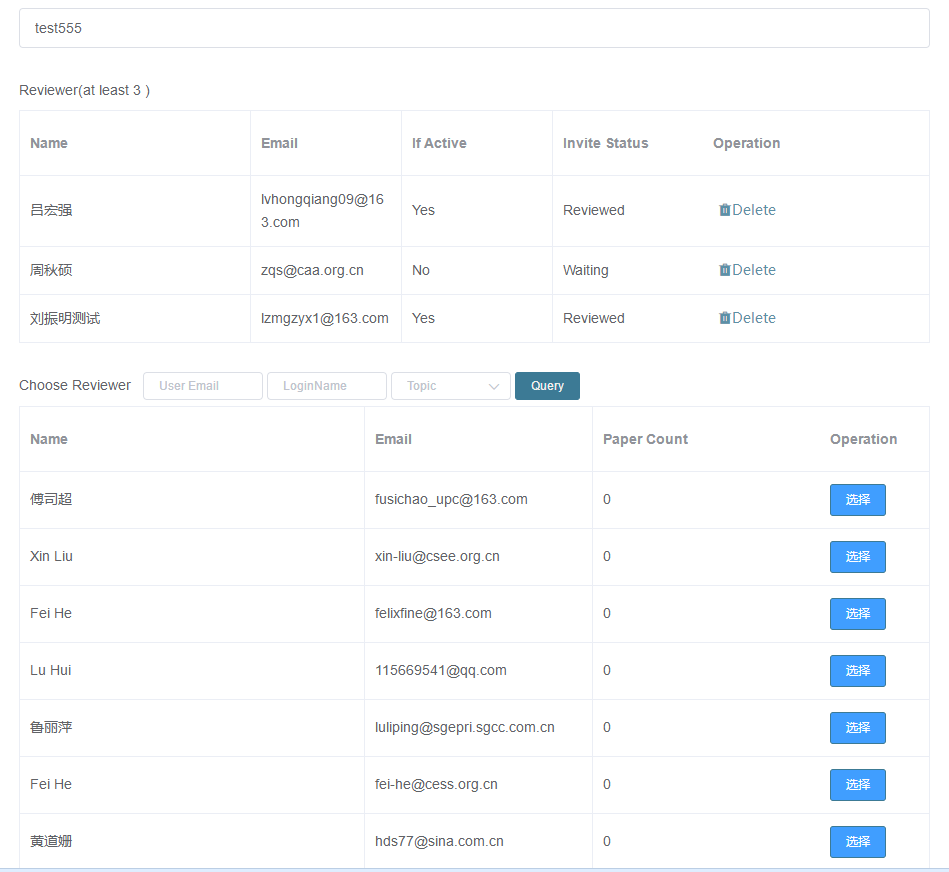 test555
Reviewer(at least 3 )
Name Email If Active Invite Status Operation
吕宏强 lvhongqiang09@16
3.com Yes Reviewed Delete
周秋硕 zqs@caa.org.cn No Waiting Delete
刘振明测试 lzmgzyx1@163.com Yes Reviewed Delete
Choose Reviewer User Email LoginName Topic Query
Name Email Paper Count Operation
傅司超 fusichao_upc@163.com 0 选择
Xin Liu xin-liu@csee.org.cn 0 选择
Fei He felixfine@163.com 0 选择
Lu Hui 115669541@qq.com 0 选择
鲁丽萍 luliping@sgepri.sgcc.com.cn 0 选择
Fei He fei-he@cess.org.cn 0 选择
黄道姗 hds77@sina.com.cn 0 选择